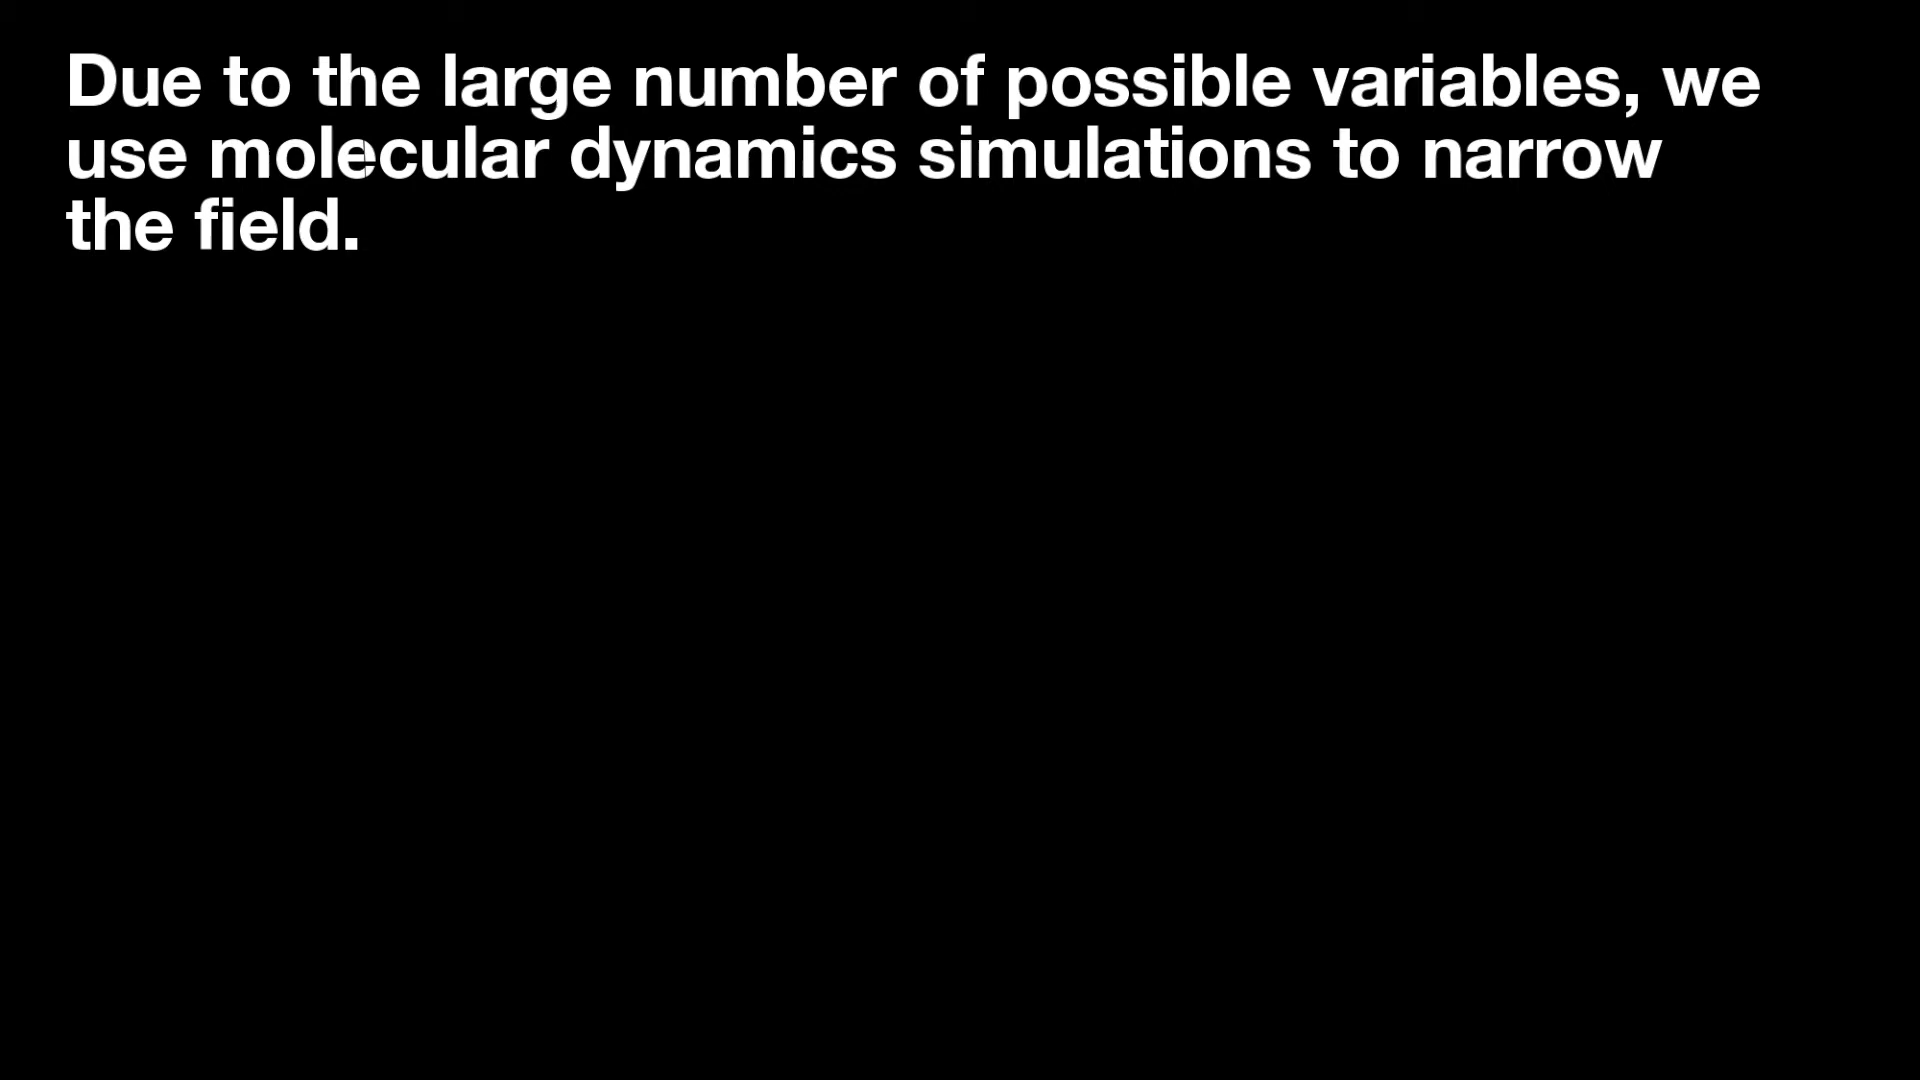 Due to the large number of possible variables, we
use molecular dynamics simulations to narrow
the field.